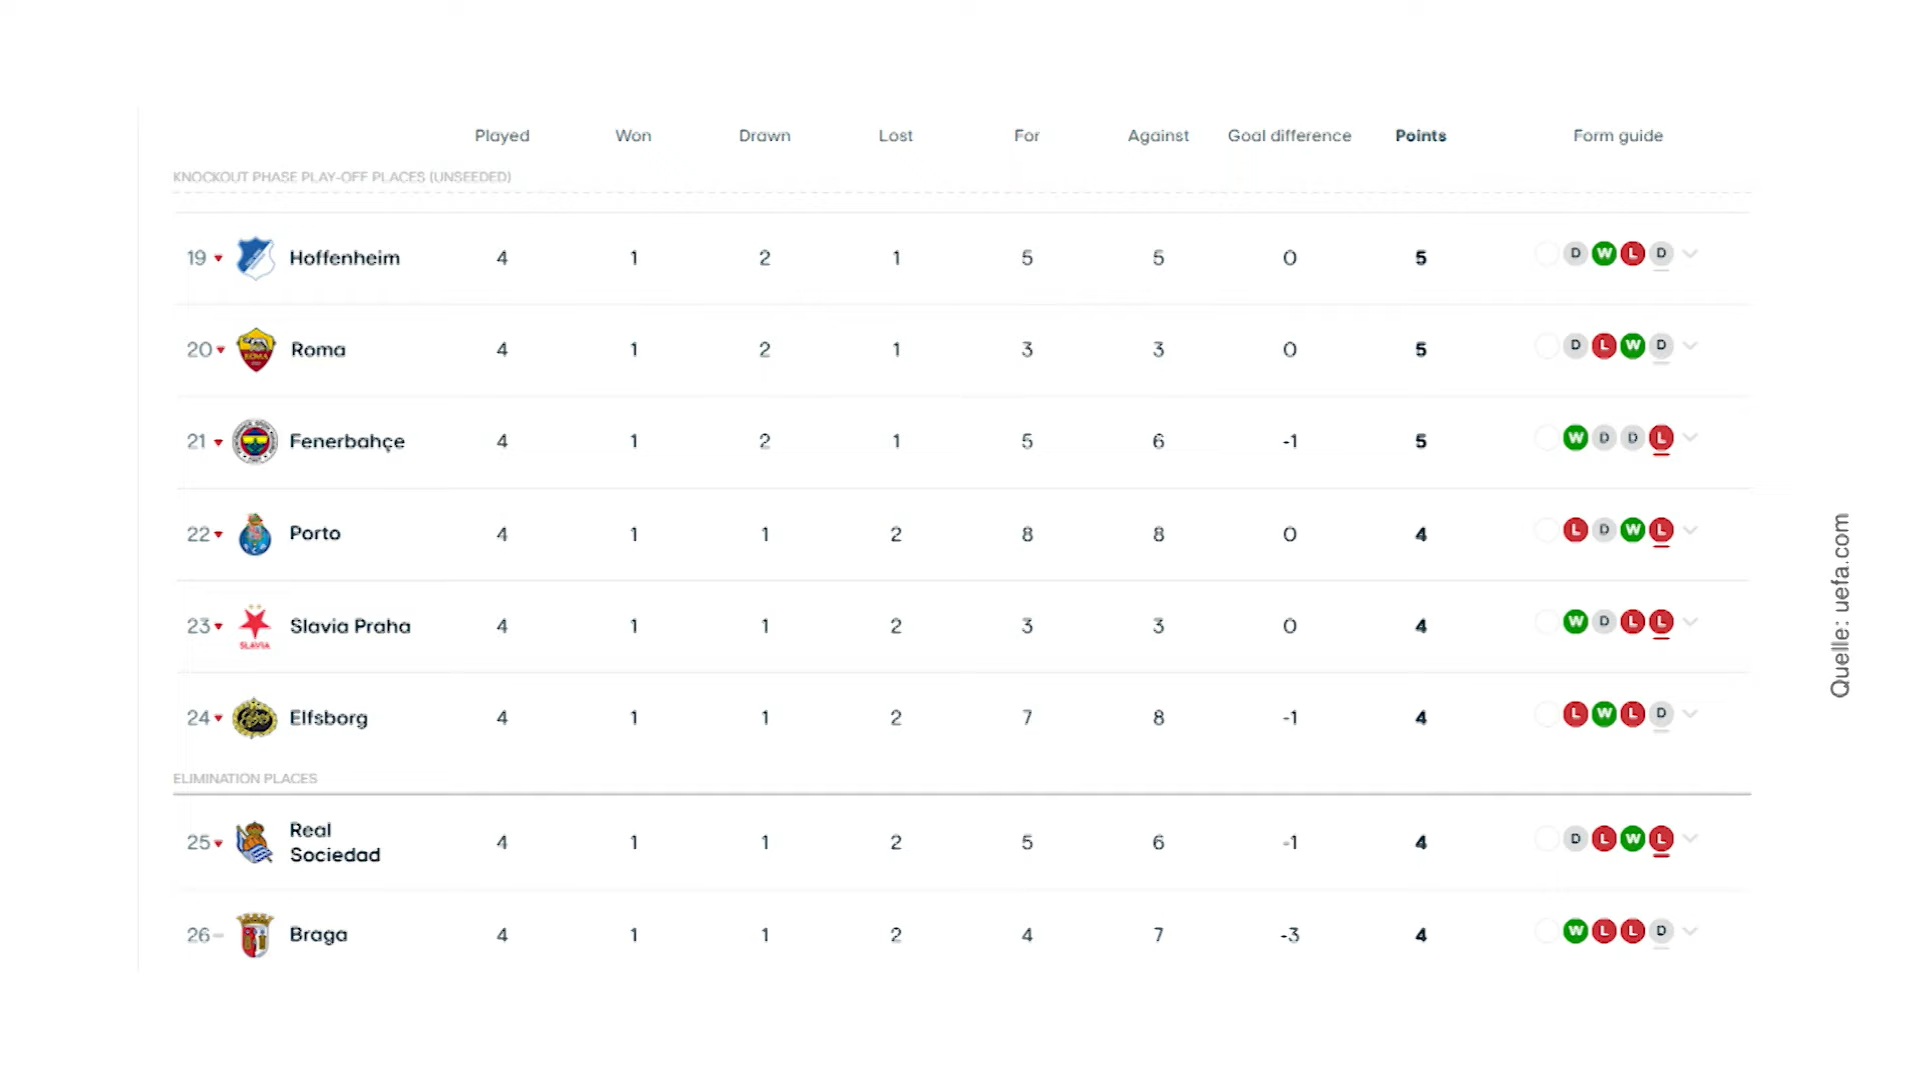 Played Won Drawn Lost For Against Goal difference Points Form guide
KNOCKOUT PHASE PLAY-OFF PLACES (UNSEEDED)
19 Hoffenheim 4 1 2 1 5 5 0 5 D W L D
20 Roma 4 1 2 1 3 3 0 5 D L W D
21 Fenerbahçe 4 1 2 1 5 6 -1 5 W D D L
22 Porto 4 1 1 2 8 8 0 4 L D W L
23 SLAVIA Slavia Praha 4 1 1 2 3 3 0 4 W D L L
24 Elfsborg 4 1 1 2 7 8 -1 4 L W L D
ELIMINATION PLACES
25 Real
Sociedad 4 1 1 2 5 6 -1 4 D L W L
26 Braga 4 1 1 2 4 7 -3 4 W L L D
Quelle: uefa.com